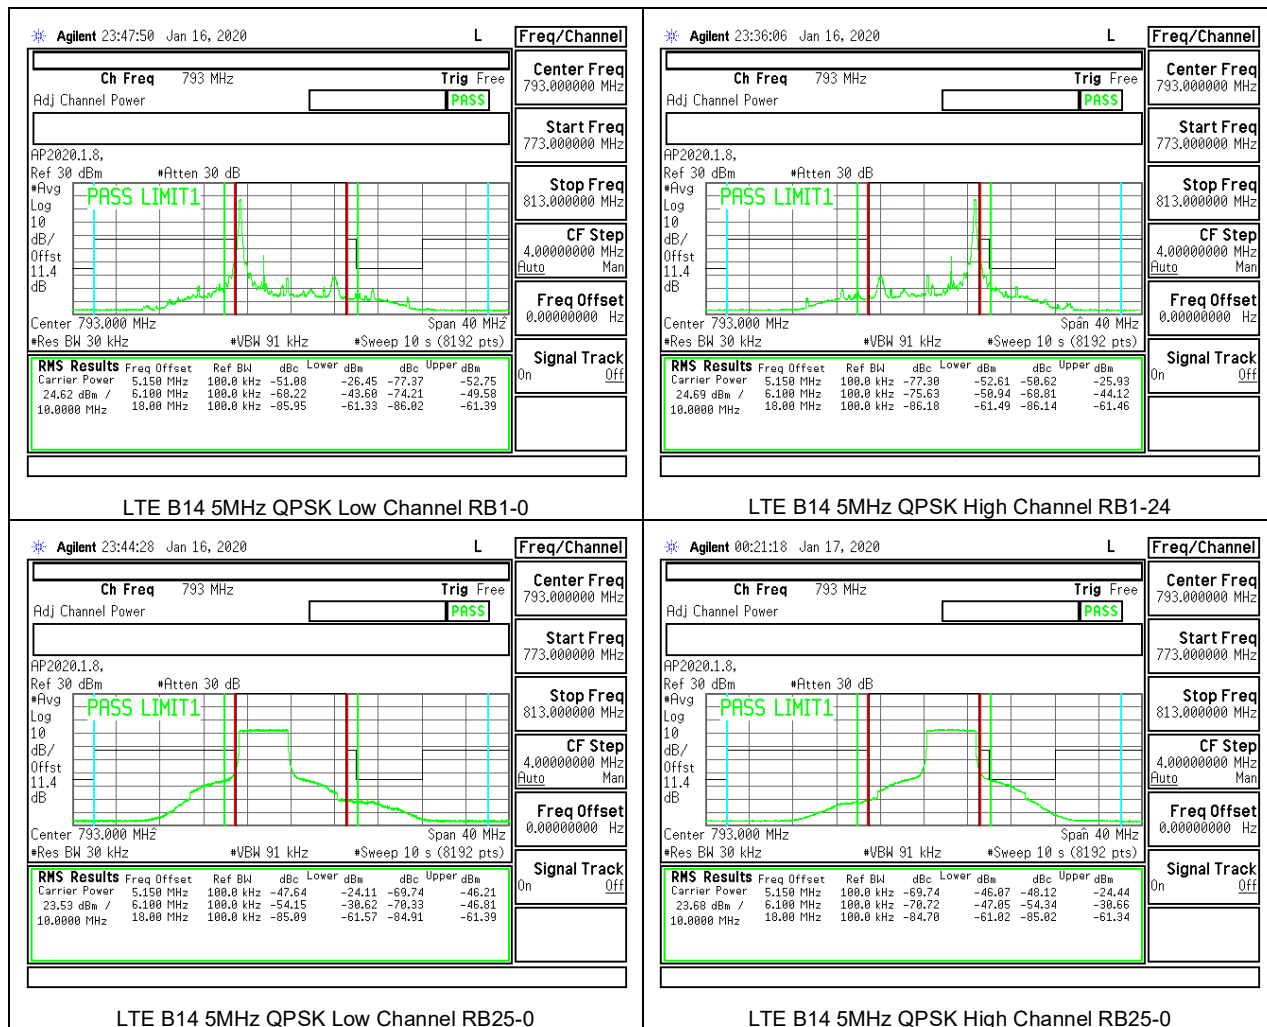 Agilent 23:47:50 Jan 16, 2020 L Freq/Channel
Ch Freq 793 MHz Trig Free
Adj Channel Power PASS
AP2020.1.8,
Ref 30 dBm #Atten 30 dB
#Avg
Log
10
dB/
Offst
11.4
dB
PASS LIMIT1
Center 793.000 MHz Span 40 MHz
#Res BW 30 kHz #VBW 91 kHz #Sweep 10 s (8192 pts)
RMS Results Freq Offset Ref BW dBc Lower dBm dBc Upper dBm
Carrier Power 5.150 MHz 100.0 kHz -51.08 -26.45 -77.37 -52.75
24.62 dBm / 6.100 MHz 100.0 kHz -68.22 -43.60 -74.21 -49.58
10.0000 MHz 18.00 MHz 100.0 kHz -85.95 -61.33 -86.02 -61.39
Center Freq
793.000000 MHz
Start Freq
773.000000 MHz
Stop Freq
813.000000 MHz
CF Step
4.00000000 MHz
Auto Man
Freq Offset
0.00000000 Hz
Signal Track
On Off
LTE B14 5MHz QPSK Low Channel RB1-0
Agilent 23:36:06 Jan 16, 2020 L Freq/Channel
Ch Freq 793 MHz Trig Free
Adj Channel Power PASS
AP2020.1.8,
Ref 30 dBm #Atten 30 dB
#Avg
Log
10
dB/
Offst
11.4
dB
PASS LIMIT1
Center 793.000 MHz Span 40 MHz
#Res BW 30 kHz #VBW 91 kHz #Sweep 10 s (8192 pts)
RMS Results Freq Offset Ref BW dBc Lower dBm dBc Upper dBm
Carrier Power 5.150 MHz 100.0 kHz -77.30 -52.61 -50.62 -25.93
24.69 dBm / 6.100 MHz 100.0 kHz -75.63 -50.94 -68.81 -44.12
10.0000 MHz 18.00 MHz 100.0 kHz -86.18 -61.49 -86.14 -61.46
Center Freq
793.000000 MHz
Start Freq
773.000000 MHz
Stop Freq
813.000000 MHz
CF Step
4.00000000 MHz
Auto Man
Freq Offset
0.00000000 Hz
Signal Track
On Off
LTE B14 5MHz QPSK High Channel RB1-24
Agilent 23:44:28 Jan 16, 2020 L Freq/Channel
Ch Freq 793 MHz Trig Free
Adj Channel Power PASS
AP2020.1.8,
Ref 30 dBm #Atten 30 dB
#Avg
Log
10
dB/
Offst
11.4
dB
PASS LIMIT1
Center 793.000 MHz Span 40 MHz
#Res BW 30 kHz #VBW 91 kHz #Sweep 10 s (8192 pts)
RMS Results Freq Offset Ref BW dBc Lower dBm dBc Upper dBm
Carrier Power 5.150 MHz 100.0 kHz -47.64 -24.11 -69.74 -46.21
23.53 dBm / 6.100 MHz 100.0 kHz -54.15 -30.62 -70.33 -46.81
10.0000 MHz 18.00 MHz 100.0 kHz -85.09 -61.57 -84.91 -61.39
Center Freq
793.000000 MHz
Start Freq
773.000000 MHz
Stop Freq
813.000000 MHz
CF Step
4.00000000 MHz
Auto Man
Freq Offset
0.00000000 Hz
Signal Track
On Off
LTE B14 5MHz QPSK Low Channel RB25-0
Agilent 00:21:18 Jan 17, 2020 L Freq/Channel
Ch Freq 793 MHz Trig Free
Adj Channel Power PASS
AP2020.1.8,
Ref 30 dBm #Atten 30 dB
#Avg
Log
10
dB/
Offst
11.4
dB
PASS LIMIT1
Center 793.000 MHz Span 40 MHz
#Res BW 30 kHz #VBW 91 kHz #Sweep 10 s (8192 pts)
RMS Results Freq Offset Ref BW dBc Lower dBm dBc Upper dBm
Carrier Power 5.150 MHz 100.0 kHz -69.74 -46.07 -48.12 -24.44
23.68 dBm / 6.100 MHz 100.0 kHz -70.72 -47.05 -54.34 -30.66
10.0000 MHz 18.00 MHz 100.0 kHz -84.70 -61.02 -85.02 -61.34
Center Freq
793.000000 MHz
Start Freq
773.000000 MHz
Stop Freq
813.000000 MHz
CF Step
4.00000000 MHz
Auto Man
Freq Offset
0.00000000 Hz
Signal Track
On Off
LTE B14 5MHz QPSK High Channel RB25-0